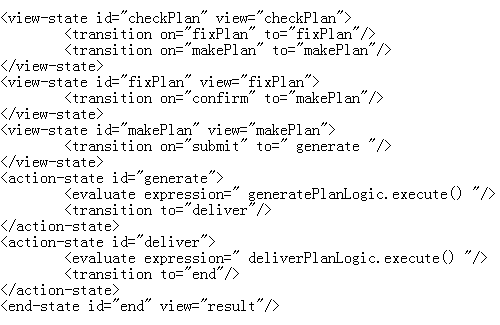 <view-state id="checkPlan" view="checkPlan">
        <transition on="fixPlan" to="fixPlan"/>
        <transition on="makePlan" to="makePlan"/>
</view-state>
<view-state id="fixPlan" view="fixPlan">
        <transition on="confirm" to="makePlan"/>
</view-state>
<view-state id="makePlan" view="makePlan">
        <transition on="submit" to=" generate "/>
</view-state>
<action-state id="generate">
        <evaluate expression=" generatePlanLogic.execute() "/>
        <transition to="deliver"/>
</action-state>
<action-state id="deliver">
        <evaluate expression=" deliverPlanLogic.execute() "/>
        <transition to="end"/>
</action-state>
<end-state id="end" view="result"/>